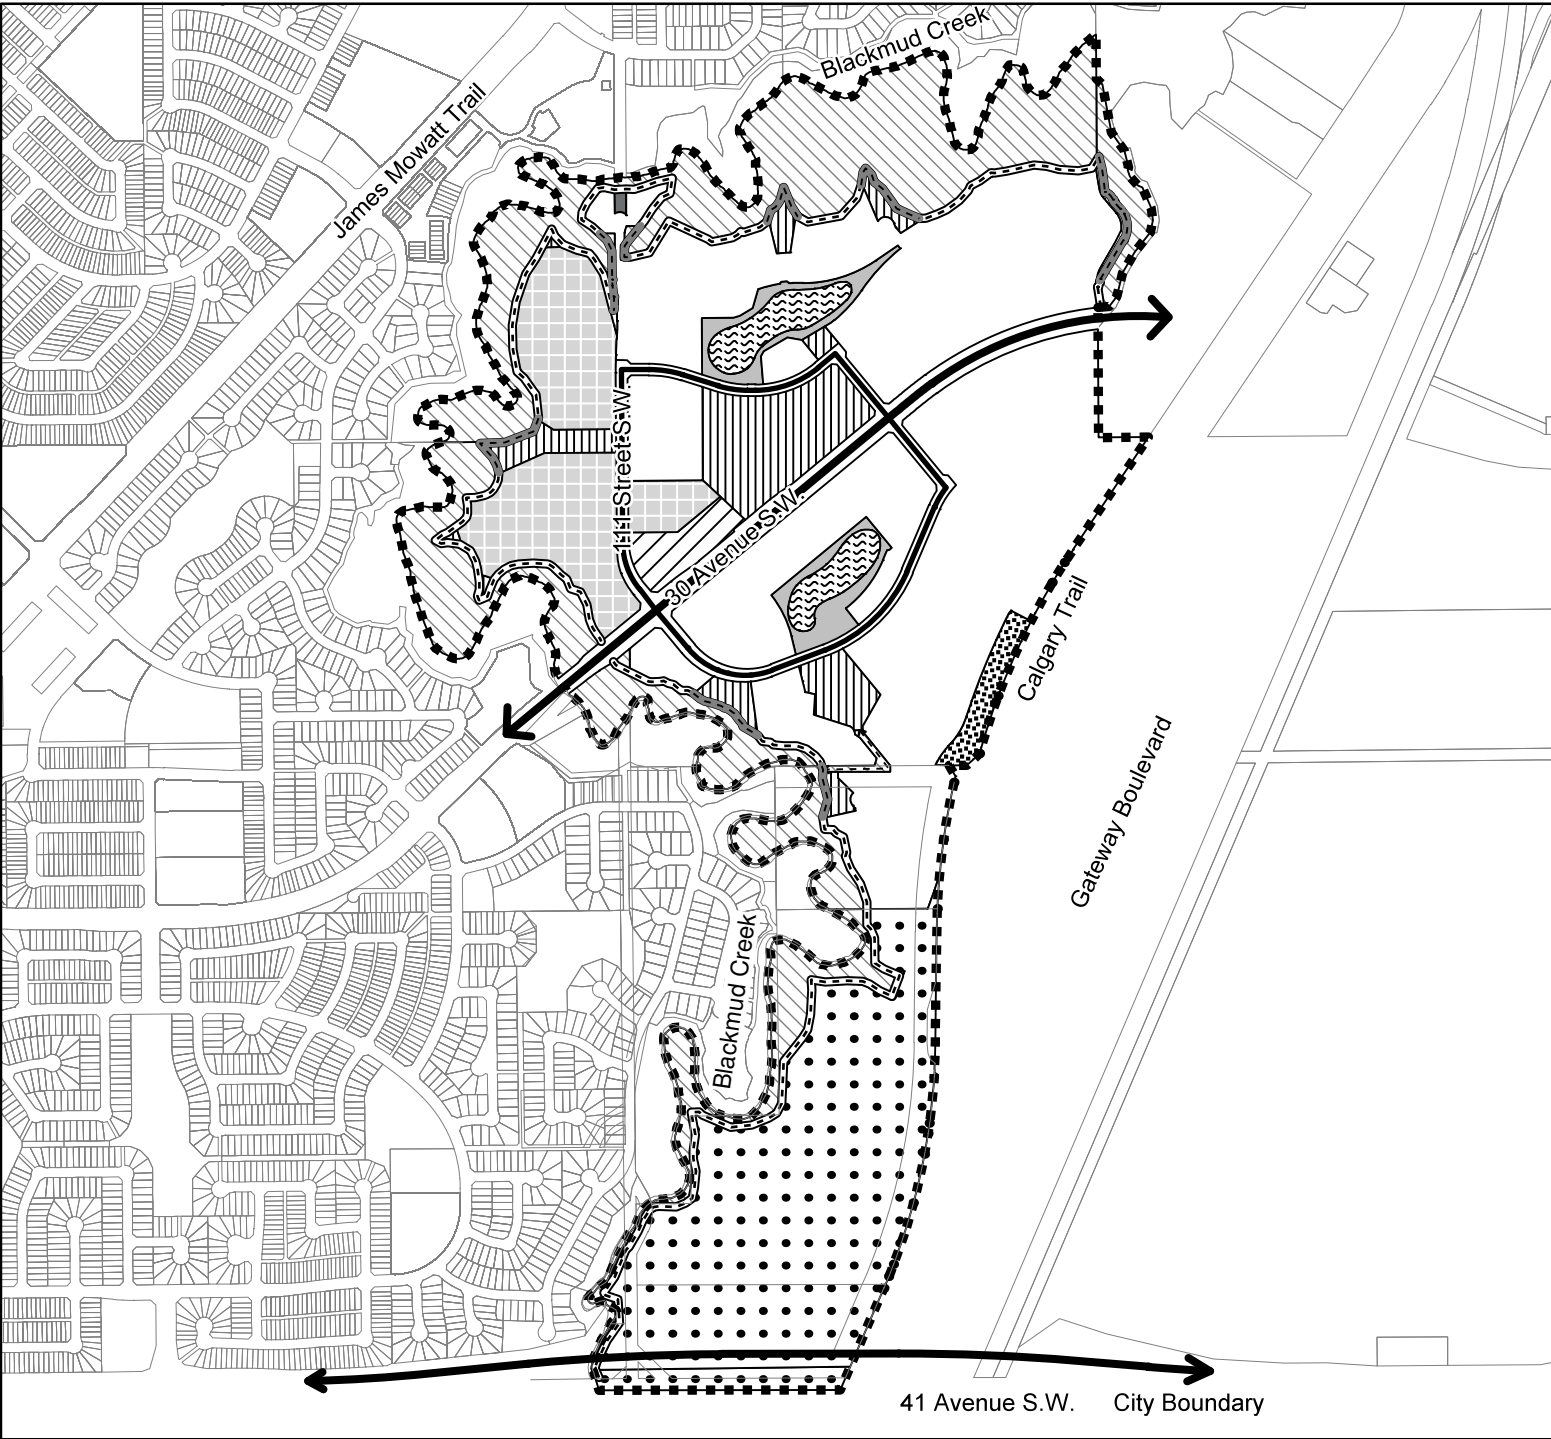 Blackmud Creek
James Mowatt Trail
111 Street S.W.
30 Avenue S.W.
Calgary Trail
Gateway Boulevard
Blackmud Creek
41 Avenue S.W. City Boundary